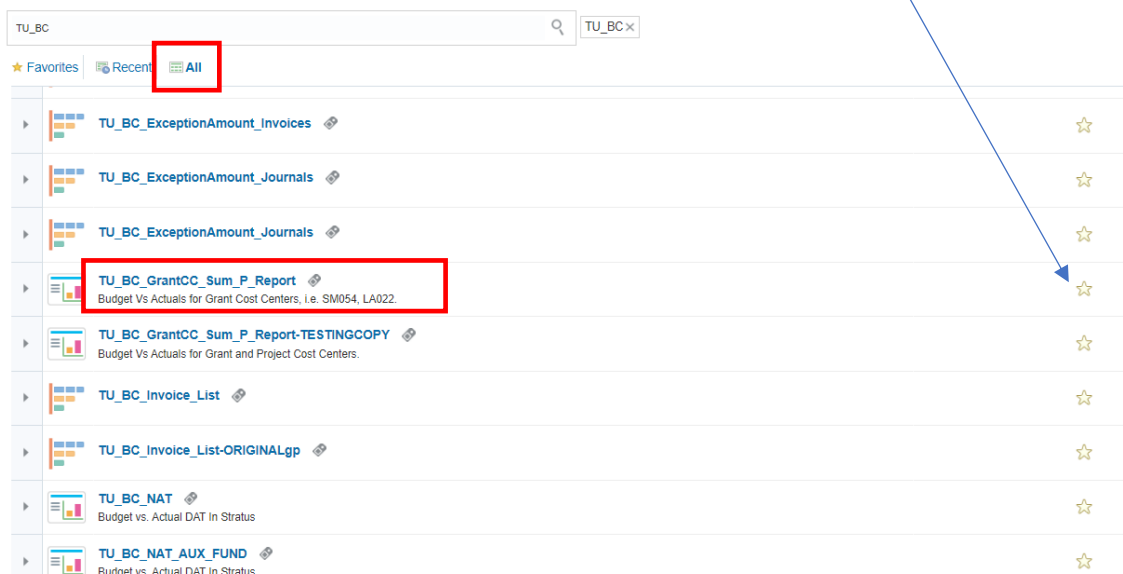 TU_BC
TU_BC×
Favorites
Recent
All
TU_BC_ExceptionAmount_Invoices
TU_BC_ExceptionAmount_Journals
TU_BC_ExceptionAmount_Journals
TU_BC_GrantCC_Sum_P_Report
Budget Vs Actuals for Grant Cost Centers, i.e. SM054, LA022.
TU_BC_GrantCC_Sum_P_Report-TESTINGCOPY
Budget Vs Actuals for Grant and Project Cost Centers.
TU_BC_Invoice_List
TU_BC_Invoice_List-ORIGINALgp
TU_BC_NAT
Budget vs. Actual DAT In Stratus
TU_BC_NAT_AUX_FUND
Budget vs. Actual DAT In Stratus